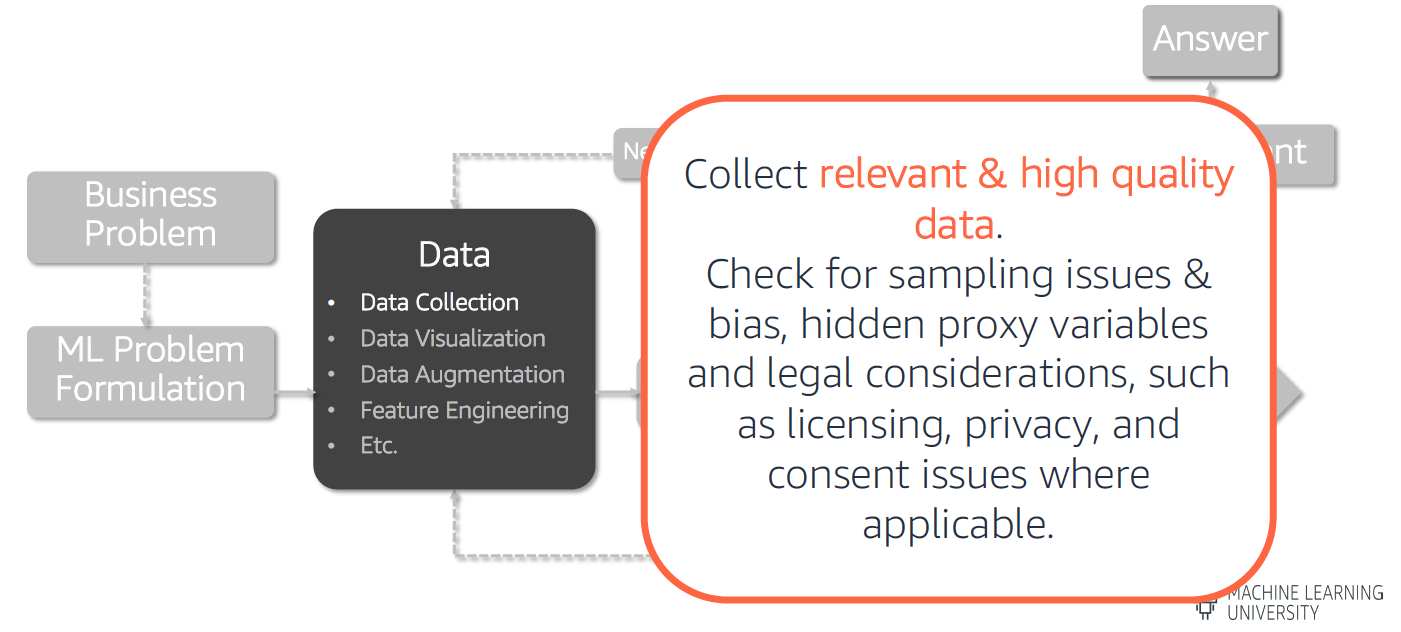 Answer
Business
Problem
ML Problem
Formulation
Data
• Data Collection
• Data Visualization
• Data Augmentation
• Feature Engineering
• Etc.
Collect relevant & high quality
data.
Check for sampling issues &
bias, hidden proxy variables
and legal considerations, such
as licensing, privacy, and
consent issues where
applicable.
MACHINE LEARNING
UNIVERSITY